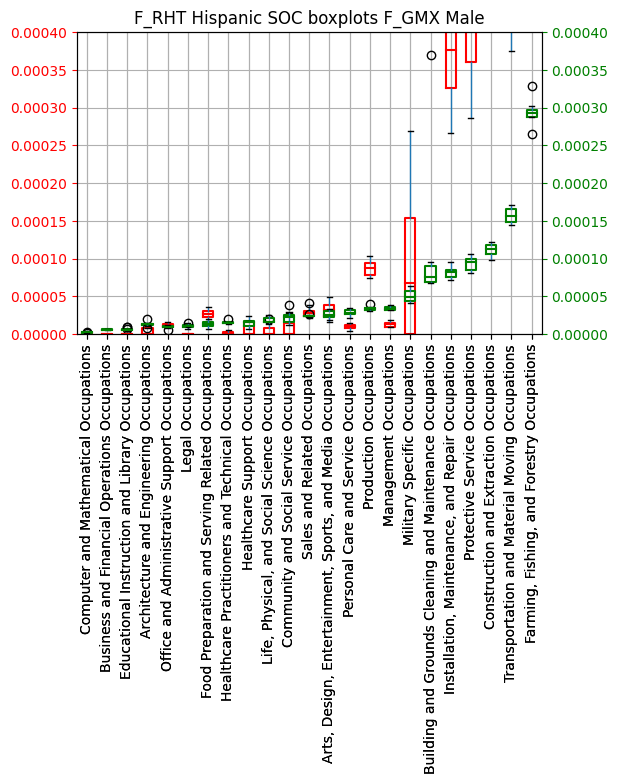 F_RHT Hispanic SOC boxplots F_GMX Male
0.00040
0.00035
0.00030
0.00025
0.00020
0.00015
0.00010
0.00005
0.00000
0.00040
0.00035
0.00030
0.00025
0.00020
0.00015
0.00010
0.00005
0.00000
Computer and Mathematical Occupations
Business and Financial Operations Occupations
Educational Instruction and Library Occupations
Architecture and Engineering Occupations
Office and Administrative Support Occupations
Legal Occupations
Food Preparation and Serving Related Occupations
Healthcare Practitioners and Technical Occupations
Healthcare Support Occupations
Life, Physical, and Social Science Occupations
Community and Social Service Occupations
Sales and Related Occupations
Arts, Design, Entertainment, Sports, and Media Occupations
Personal Care and Service Occupations
Production Occupations
Management Occupations
Military Specific Occupations
Building and Grounds Cleaning and Maintenance Occupations
Installation, Maintenance, and Repair Occupations
Protective Service Occupations
Construction and Extraction Occupations
Transportation and Material Moving Occupations
Farming, Fishing, and Forestry Occupations